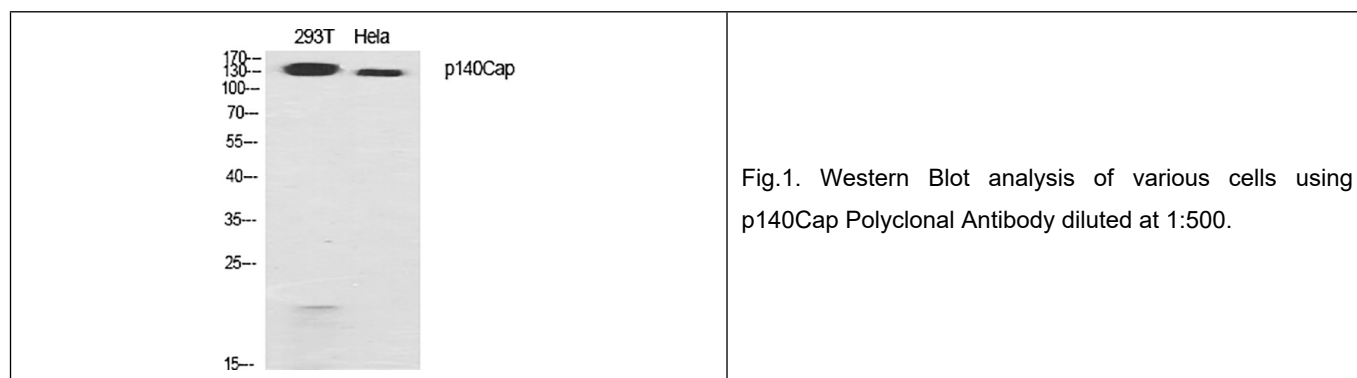 293T Hela
170---
130---
100---
70---
55---
40---
35---
25---
15---
p140Cap
Fig.1. Western Blot analysis of various cells using
p140Cap Polyclonal Antibody diluted at 1:500.